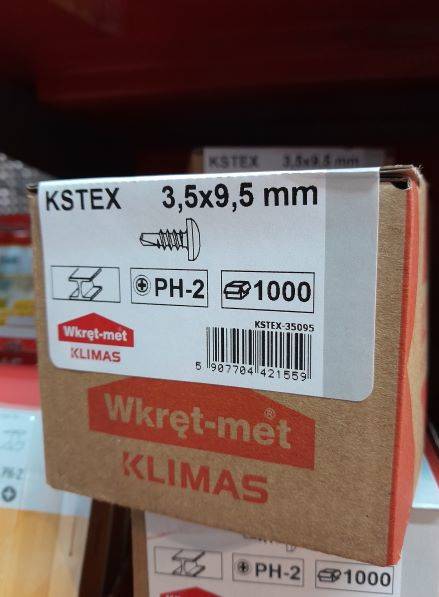 KSTEX 3,5x9,5 mm
KSTEX 3,5x9,5 mm
PH-2 1000
Wkręt-met
KLIMAS
KSTEX-35095
5 907704 421559
Wkręt-met®
KLIMAS
PH-2
PH-2 1000